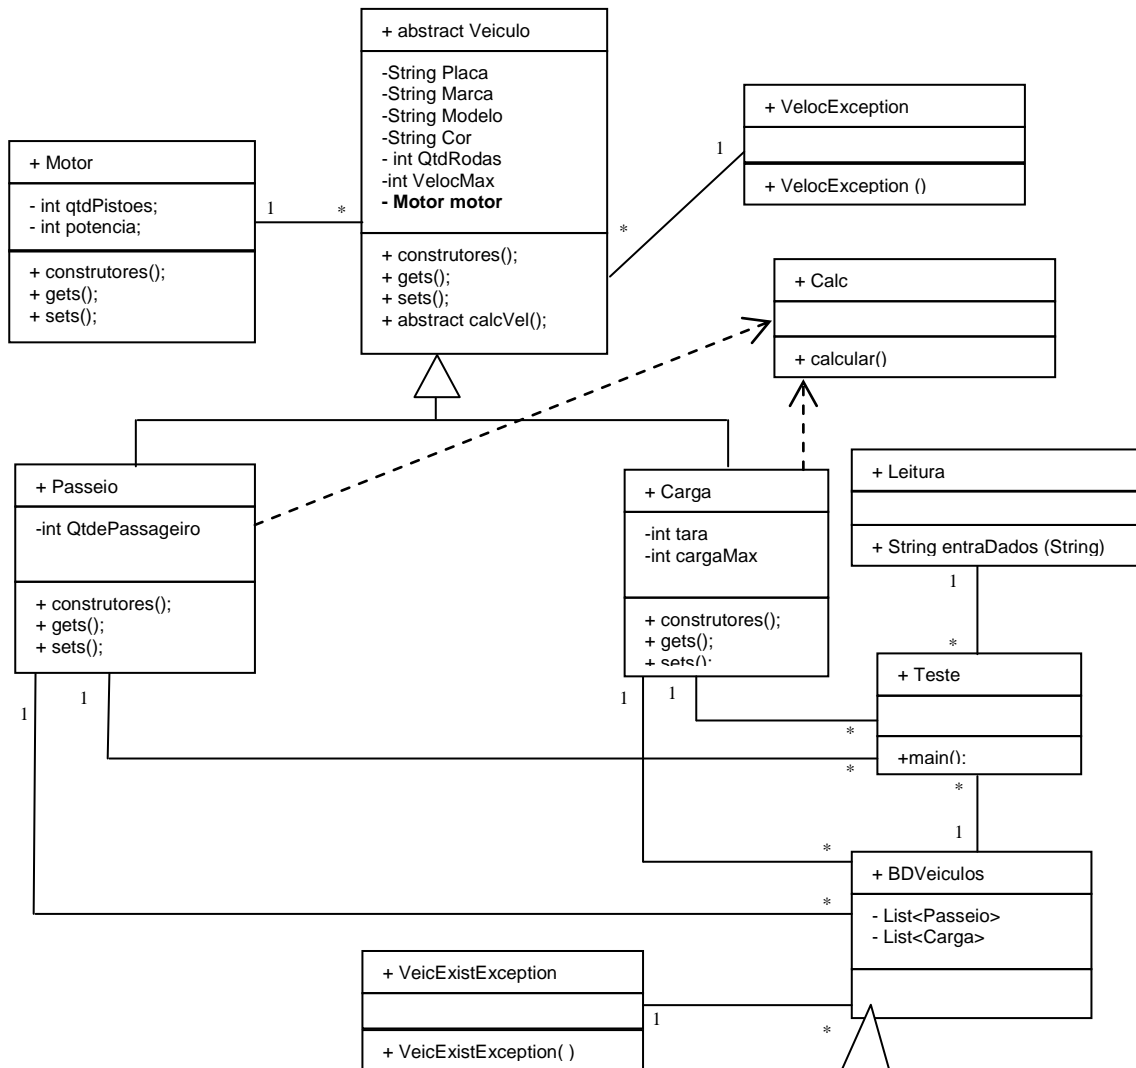 + abstract Veiculo
-String Placa
-String Marca
-String Modelo
-String Cor
- int QtdRodas
-int VelocMax
- Motor motor
+ construtores();
+ gets();
+ sets();
+ abstract calcVel();
+ VelocException
+ VelocException ()
1
*
+ Motor
- int qtdPistoes;
- int potencia;
+ construtores();
+ gets();
+ sets();
1
*
+ Calc
+ calcular()
+ Passeio
-int QtdePassageiro
+ construtores();
+ gets();
+ sets();
+ Carga
-int tara
-int cargaMax
+ construtores();
+ gets();
+ sets();
+ Leitura
+ String entraDados (String)
1
*
+ Teste
+main();
1
1
1
1
*
*
*
1
*
*
+ BDVeiculos
- List<Passeio>
- List<Carga>
+ VeicExistException
+ VeicExistException( )
1
*